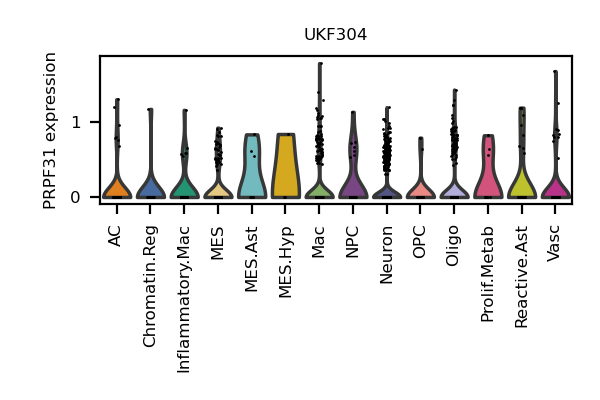 UKF304
PRPF31 expression
1
0
AC
Chromatin.Reg
Inflammatory.Mac
MES
MES.Ast
MES.Hyp
Mac
NPC
Neuron
OPC
Oligo
Prolif.Metab
Reactive.Ast
Vasc